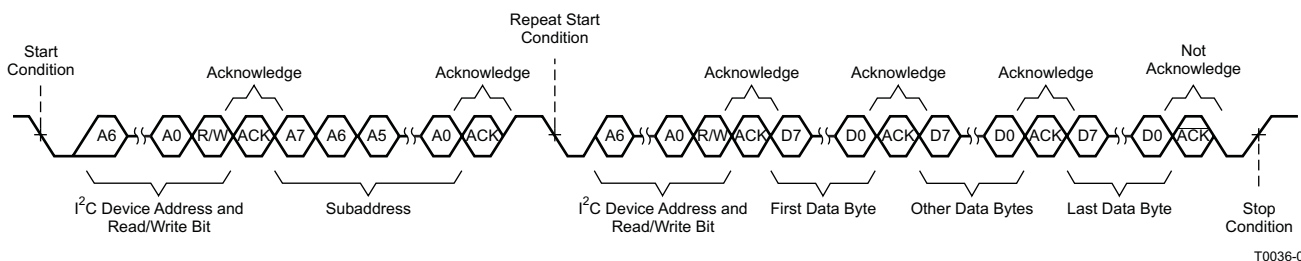 Repeat Start
Condition
Start
Condition
Not
Acknowledge
Acknowledge
Acknowledge
Acknowledge
Acknowledge
Acknowledge
A6 A0 R/W ACK A7 A6 A5 A0 ACK A6 A0 R/W ACK D7 D0 ACK D7 D0 ACK D7 D0 ACK
I²C Device Address and
Read/Write Bit
Subaddress
I²C Device Address and
Read/Write Bit
First Data Byte
Other Data Bytes
Last Data Byte
Stop
Condition